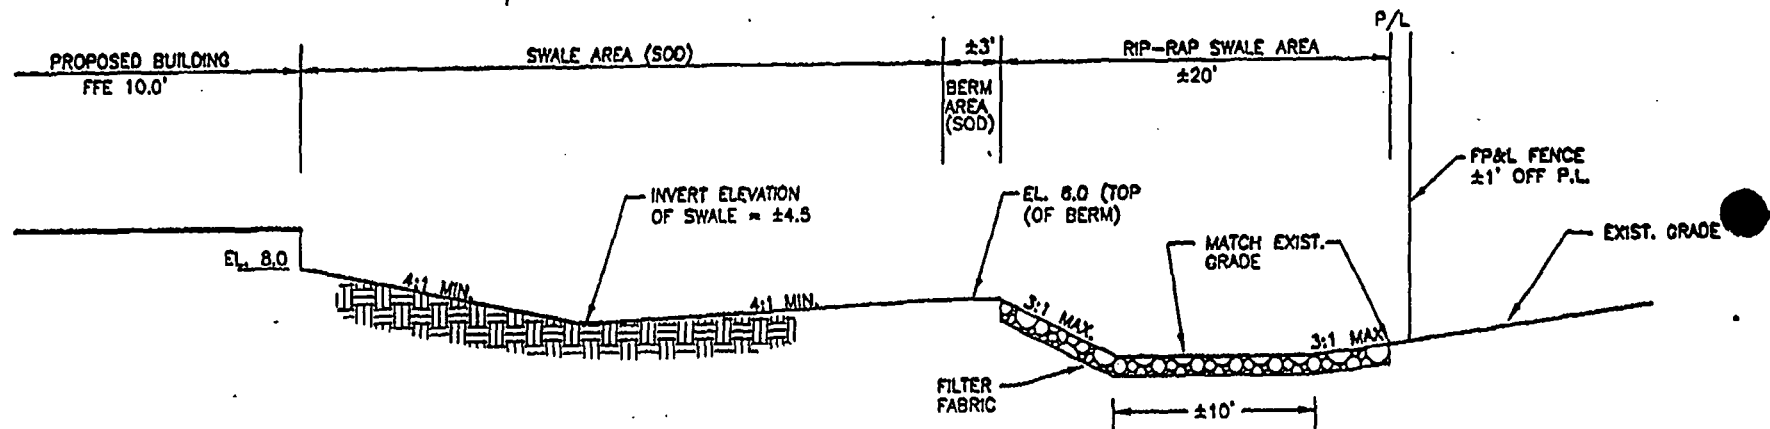 P/L
PROPOSED BUILDING
FFE 10.0'
SWALE AREA (SOD)
±3'
BERM
AREA
(SOD)
RIP-RAP SWALE AREA
±20'
FP&L FENCE
±1' OFF P.L.
INVERT ELEVATION
OF SWALE = ±4.5
EL. 6.0 (TOP
(OF BERM)
MATCH EXIST.
GRADE
EXIST. GRADE
EL. 8.0
4:1 MIN.
4:1 MIN.
3:1 MAX.
3:1 MAX
FILTER
FABRIC
±10'